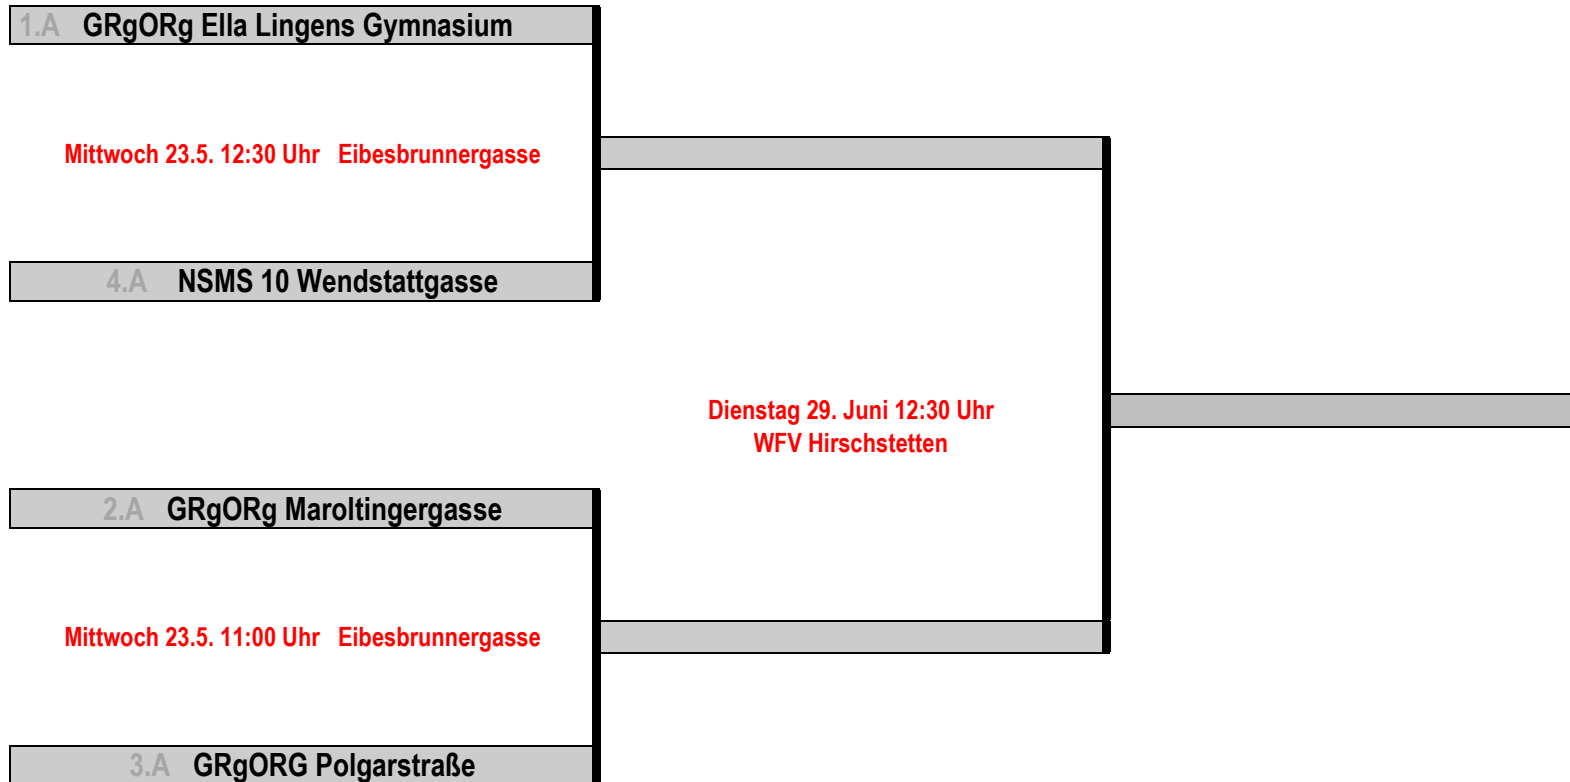 1.A GRgORg Ella Lingens Gymnasium
Mittwoch 23.5. 12:30 Uhr Eibesbrunnergasse
4.A NSMS 10 Wendstattgasse
Dienstag 29. Juni 12:30 Uhr
WFV Hirschstetten
2.A GRgORg Maroltingergasse
Mittwoch 23.5. 11:00 Uhr Eibesbrunnergasse
3.A GRgORG Polgarstraße